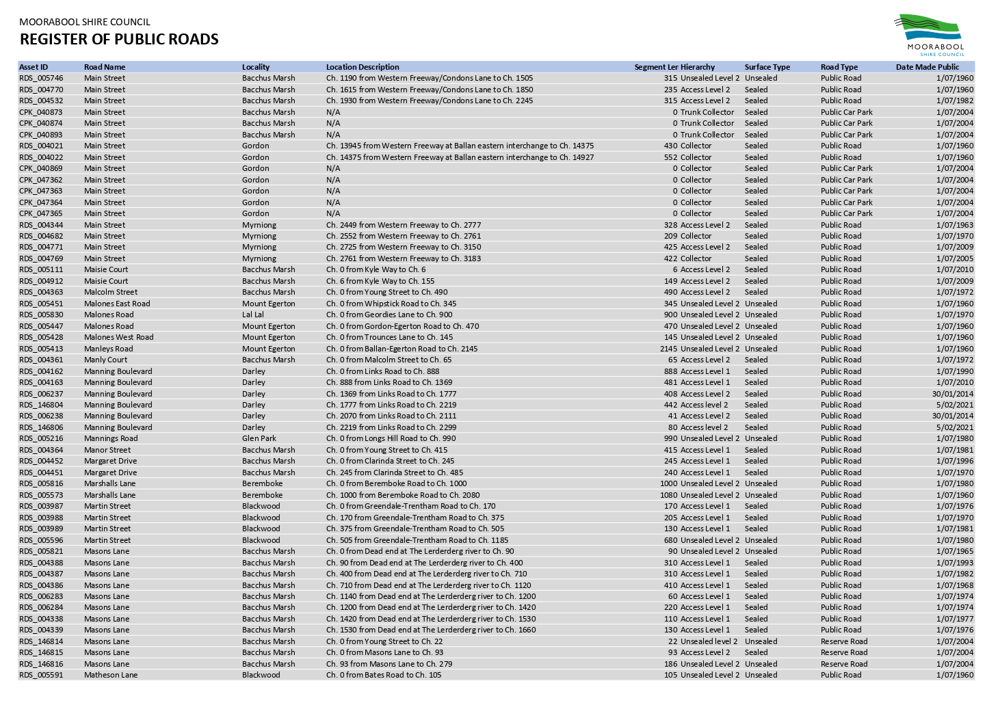 MOORABOOL SHIRE COUNCIL
REGISTER OF PUBLIC ROADS
MOORABOOL
SHIRE COUNCIL
Asset ID Road Name Locality Location Description Segment Len Hierarchy Surface Type Road Type Date Made Public
RDS_005746 Main Street Bacchus Marsh Ch. 1190 from Western Freeway/Condons Lane to Ch. 1505 315 Unsealed Level 2 Unsealed Public Road 1/07/1960
RDS_004770 Main Street Bacchus Marsh Ch. 1615 from Western Freeway/Condons Lane to Ch. 1850 235 Access Level 2 Sealed Public Road 1/07/1960
RDS_004532 Main Street Bacchus Marsh Ch. 1930 from Western Freeway/Condons Lane to Ch. 2245 315 Access Level 2 Sealed Public Road 1/07/1982
CPK_040873 Main Street Bacchus Marsh N/A 0 Trunk Collector Sealed Public Car Park 1/07/2004
CPK_040874 Main Street Bacchus Marsh N/A 0 Trunk Collector Sealed Public Car Park 1/07/2004
CPK_040893 Main Street Bacchus Marsh N/A 0 Trunk Collector Sealed Public Car Park 1/07/2004
RDS_004021 Main Street Gordon Ch. 13945 from Western Freeway at Ballan eastern interchange to Ch. 14375 430 Collector Sealed Public Road 1/07/1960
RDS_004022 Main Street Gordon Ch. 14375 from Western Freeway at Ballan eastern interchange to Ch. 14927 552 Collector Sealed Public Road 1/07/1960
CPK_040869 Main Street Gordon N/A 0 Collector Sealed Public Car Park 1/07/2004
CPK_047362 Main Street Gordon N/A 0 Collector Sealed Public Car Park 1/07/2004
CPK_047363 Main Street Gordon N/A 0 Collector Sealed Public Car Park 1/07/2004
CPK_047364 Main Street Gordon N/A 0 Collector Sealed Public Car Park 1/07/2004
CPK_047365 Main Street Gordon N/A 0 Collector Sealed Public Car Park 1/07/2004
RDS_004344 Main Street Myrniong Ch. 2449 from Western Freeway to Ch. 2777 328 Access Level 2 Sealed Public Road 1/07/1963
RDS_004682 Main Street Myrniong Ch. 2552 from Western Freeway to Ch. 2761 209 Collector Sealed Public Road 1/07/1970
RDS_004771 Main Street Myrniong Ch. 2725 from Western Freeway to Ch. 3150 425 Access Level 2 Sealed Public Road 1/07/2009
RDS_004769 Main Street Myrniong Ch. 2761 from Western Freeway to Ch. 3183 422 Collector Sealed Public Road 1/07/2005
RDS_005111 Maisie Court Bacchus Marsh Ch. 0 from Kyle Way to Ch. 6 6 Access Level 2 Sealed Public Road 1/07/2010
RDS_004912 Maisie Court Bacchus Marsh Ch. 6 from Kyle Way to Ch. 155 149 Access Level 2 Sealed Public Road 1/07/2009
RDS_004363 Malcolm Street Bacchus Marsh Ch. 0 from Young Street to Ch. 490 490 Access Level 2 Sealed Public Road 1/07/1972
RDS_005451 Malones East Road Mount Egerton Ch. 0 from Whipstick Road to Ch. 345 345 Unsealed Level 2 Unsealed Public Road 1/07/1960
RDS_005830 Malones Road Lal Lal Ch. 0 from Geordies Lane to Ch. 900 900 Unsealed Level 2 Unsealed Public Road 1/07/1970
RDS_005447 Malones Road Mount Egerton Ch. 0 from Gordon-Egerton Road to Ch. 470 470 Unsealed Level 2 Unsealed Public Road 1/07/1960
RDS_005428 Malones West Road Mount Egerton Ch. 0 from Trounces Lane to Ch. 145 145 Unsealed Level 2 Unsealed Public Road 1/07/1960
RDS_005413 Manleys Road Mount Egerton Ch. 0 from Ballan-Egerton Road to Ch. 2145 2145 Unsealed Level 2 Unsealed Public Road 1/07/1960
RDS_004361 Manly Court Bacchus Marsh Ch. 0 from Malcolm Street to Ch. 65 65 Access Level 2 Sealed Public Road 1/07/1972
RDS_004162 Manning Boulevard Darley Ch. 0 from Links Road to Ch. 888 888 Access Level 1 Sealed Public Road 1/07/1990
RDS_004163 Manning Boulevard Darley Ch. 888 from Links Road to Ch. 1369 481 Access Level 1 Sealed Public Road 1/07/2010
RDS_006237 Manning Boulevard Darley Ch. 1369 from Links Road to Ch. 1777 408 Access Level 2 Sealed Public Road 30/01/2014
RDS_146804 Manning Boulevard Darley Ch. 1777 from Links Road to Ch. 2219 442 Access level 2 Sealed Public Road 5/02/2021
RDS_006238 Manning Boulevard Darley Ch. 2070 from Links Road to Ch. 2111 41 Access Level 2 Sealed Public Road 30/01/2014
RDS_146806 Manning Boulevard Darley Ch. 2219 from Links Road to Ch. 2299 80 Access level 2 Sealed Public Road 5/02/2021
RDS_005216 Mannings Road Glen Park Ch. 0 from Longs Hill Road to Ch. 990 990 Unsealed Level 2 Unsealed Public Road 1/07/1980
RDS_004364 Manor Street Bacchus Marsh Ch. 0 from Young Street to Ch. 415 415 Access Level 1 Sealed Public Road 1/07/1981
RDS_004452 Margaret Drive Bacchus Marsh Ch. 0 from Clarinda Street to Ch. 245 245 Access Level 1 Sealed Public Road 1/07/1996
RDS_004451 Margaret Drive Bacchus Marsh Ch. 245 from Clarinda Street to Ch. 485 240 Access Level 1 Sealed Public Road 1/07/1970
RDS_005816 Marshalls Lane Beremboke Ch. 0 from Beremboke Road to Ch. 1000 1000 Unsealed Level 2 Unsealed Public Road 1/07/1980
RDS_005573 Marshalls Lane Beremboke Ch. 1000 from Beremboke Road to Ch. 2080 1080 Unsealed Level 2 Unsealed Public Road 1/07/1960
RDS_003987 Martin Street Blackwood Ch. 0 from Greendale-Trentham Road to Ch. 170 170 Access Level 1 Sealed Public Road 1/07/1976
RDS_003988 Martin Street Blackwood Ch. 170 from Greendale-Trentham Road to Ch. 375 205 Access Level 1 Sealed Public Road 1/07/1970
RDS_003989 Martin Street Blackwood Ch. 375 from Greendale-Trentham Road to Ch. 505 130 Access Level 1 Sealed Public Road 1/07/1981
RDS_005596 Martin Street Blackwood Ch. 505 from Greendale-Trentham Road to Ch. 1185 680 Unsealed Level 2 Unsealed Public Road 1/07/1980
RDS_005821 Masons Lane Bacchus Marsh Ch. 0 from Dead end at The Lerderderg river to Ch. 90 90 Unsealed Level 2 Unsealed Public Road 1/07/1965
RDS_004388 Masons Lane Bacchus Marsh Ch. 90 from Dead end at The Lerderderg river to Ch. 400 310 Access Level 1 Sealed Public Road 1/07/1993
RDS_004387 Masons Lane Bacchus Marsh Ch. 400 from Dead end at The Lerderderg river to Ch. 710 310 Access Level 1 Sealed Public Road 1/07/1982
RDS_004386 Masons Lane Bacchus Marsh Ch. 710 from Dead end at The Lerderderg river to Ch. 1120 410 Access Level 1 Sealed Public Road 1/07/1968
RDS_006283 Masons Lane Bacchus Marsh Ch. 1140 from Dead end at The Lerderderg river to Ch. 1200 60 Access Level 1 Sealed Public Road 1/07/1974
RDS_006284 Masons Lane Bacchus Marsh Ch. 1200 from Dead end at The Lerderderg river to Ch. 1420 220 Access Level 1 Sealed Public Road 1/07/1974
RDS_004338 Masons Lane Bacchus Marsh Ch. 1420 from Dead end at The Lerderderg river to Ch. 1530 110 Access Level 1 Sealed Public Road 1/07/1977
RDS_004339 Masons Lane Bacchus Marsh Ch. 1530 from Dead end at The Lerderderg river to Ch. 1660 130 Access Level 1 Sealed Public Road 1/07/1976
RDS_146814 Masons Lane Bacchus Marsh Ch. 0 from Young Street to Ch. 22 22 Unsealed level 2 Unsealed Reserve Road 1/07/2004
RDS_146815 Masons Lane Bacchus Marsh Ch. 0 from Masons Lane to Ch. 93 93 Access Level 2 Sealed Reserve Road 1/07/2004
RDS_146816 Masons Lane Bacchus Marsh Ch. 93 from Masons Lane to Ch. 279 186 Unsealed Level 2 Unsealed Reserve Road 1/07/2004
RDS_005591 Matheson Lane Blackwood Ch. 0 from Bates Road to Ch. 105 105 Unsealed Level 2 Unsealed Public Road 1/07/1960